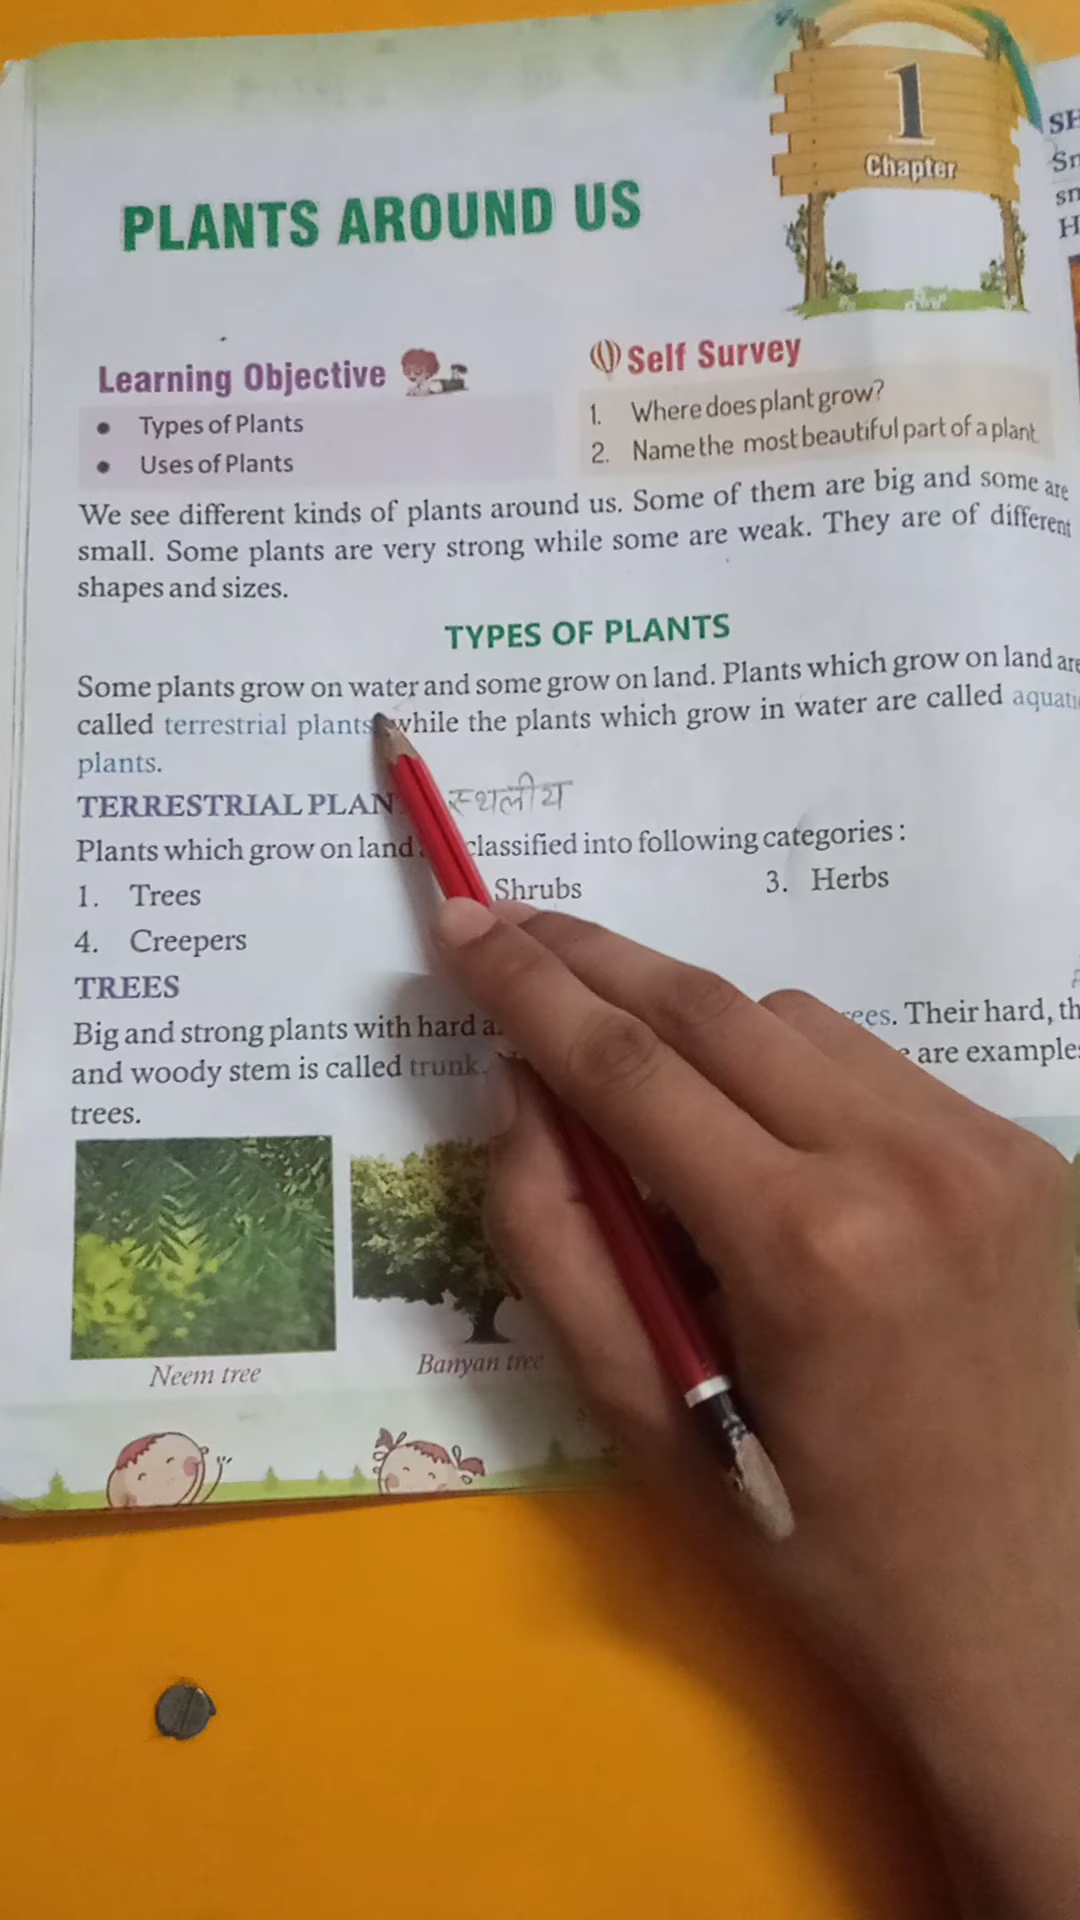 1
Chapter
PLANTS AROUND US
Learning Objective
• Types of Plants
• Uses of Plants
Self Survey
1. Where does plant grow?
2. Name the most beautiful part of a plant.
We see different kinds of plants around us. Some of them are big and some are
small. Some plants are very strong while some are weak. They are of different
shapes and sizes.
TYPES OF PLANTS
Some plants grow on water and some grow on land. Plants which grow on land are
called terrestrial plants while the plants which grow in water are called
plants.
TERRESTRIAL स्थलीय
Plants which grow on land classified into following categories :
1. Trees Shrubs 3. Herbs
4. Creepers
TREES
Big and strong plants with hard Their hard,
and woody stem is called trunk. are
trees.
Neem tree
Banyan tree